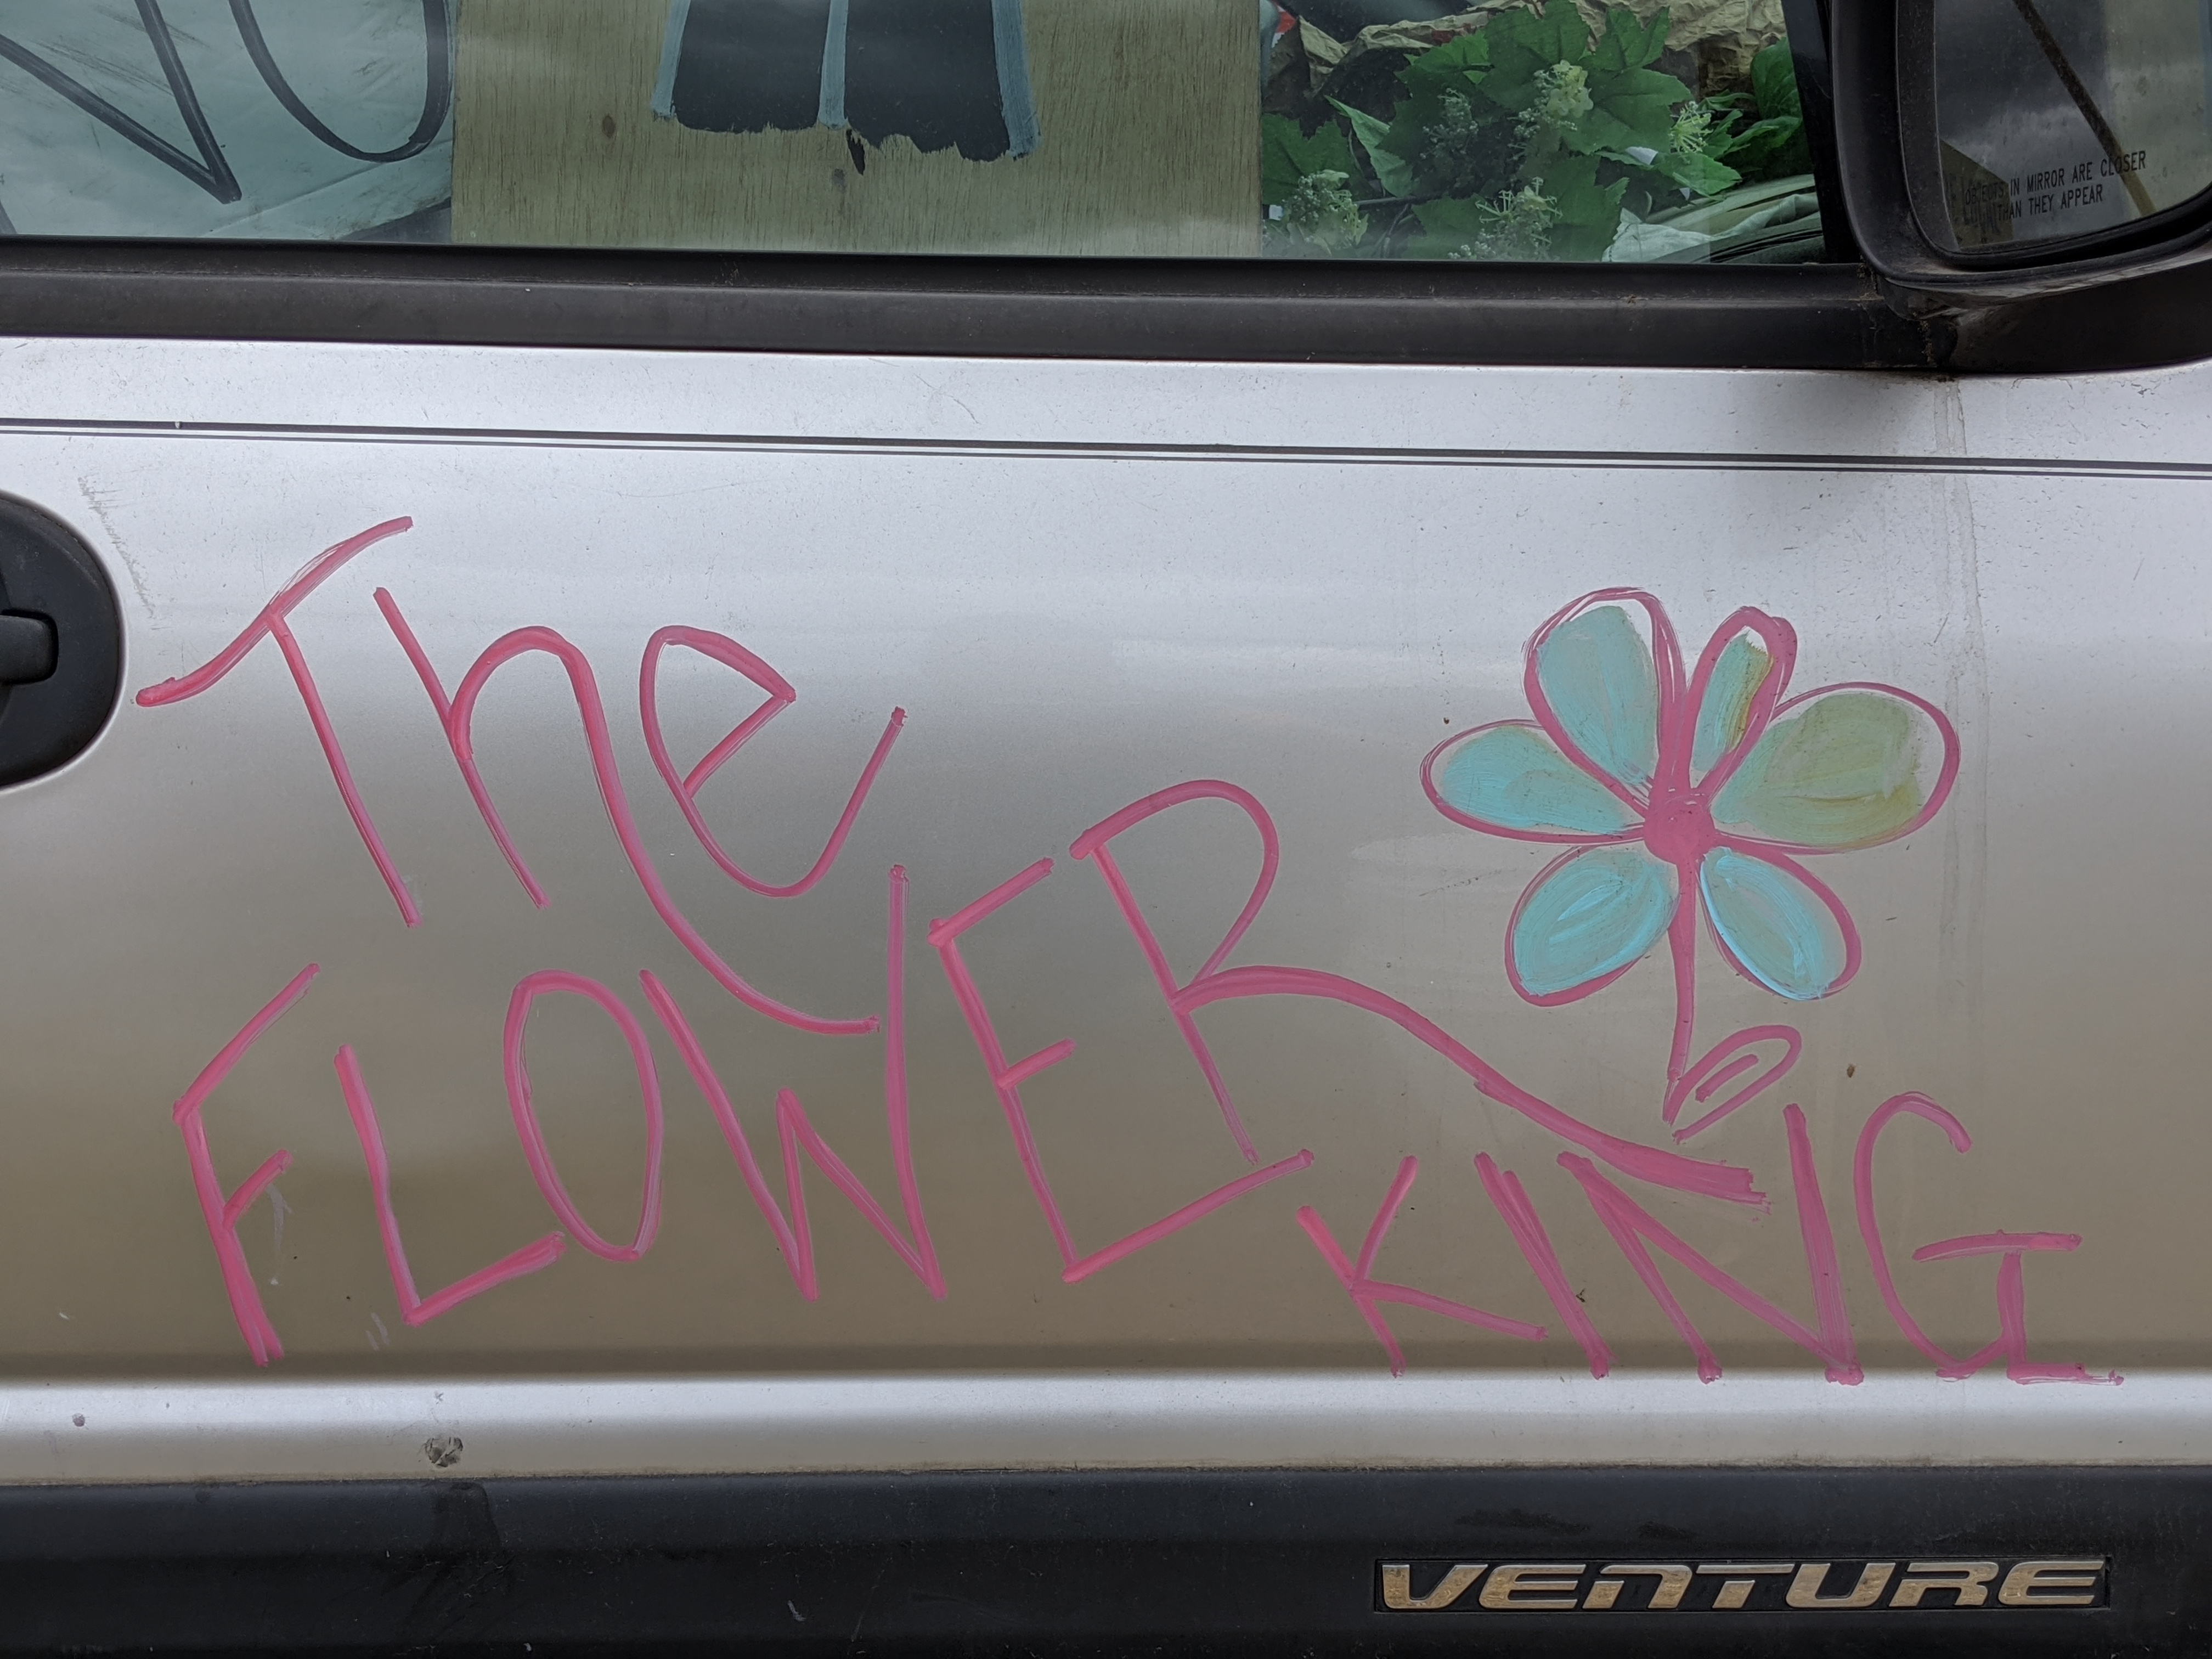 OBJECTS IN MIRROR ARE CLOSER
THAN THEY APPEAR
The
FLOWER
KING
VENTURE